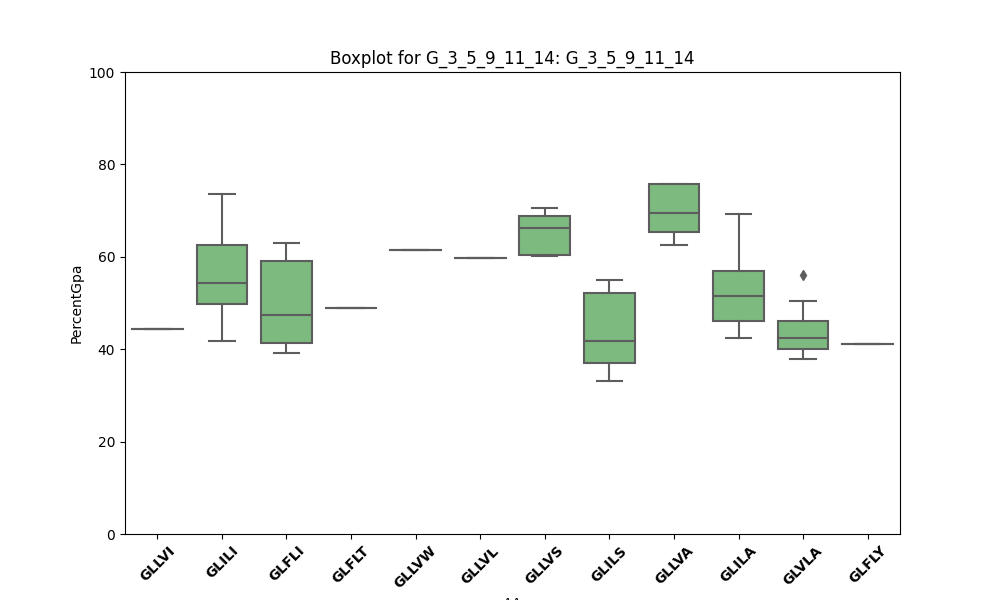 Boxplot for G_3_5_9_11_14: G_3_5_9_11_14
100
80
60
40
20
0
PercentGpa
GLLVI GLILI GLFLI GLFLT GLLVW GLLVL GLLVS GLILS GLLVA GLILA GLVLA GLFLY